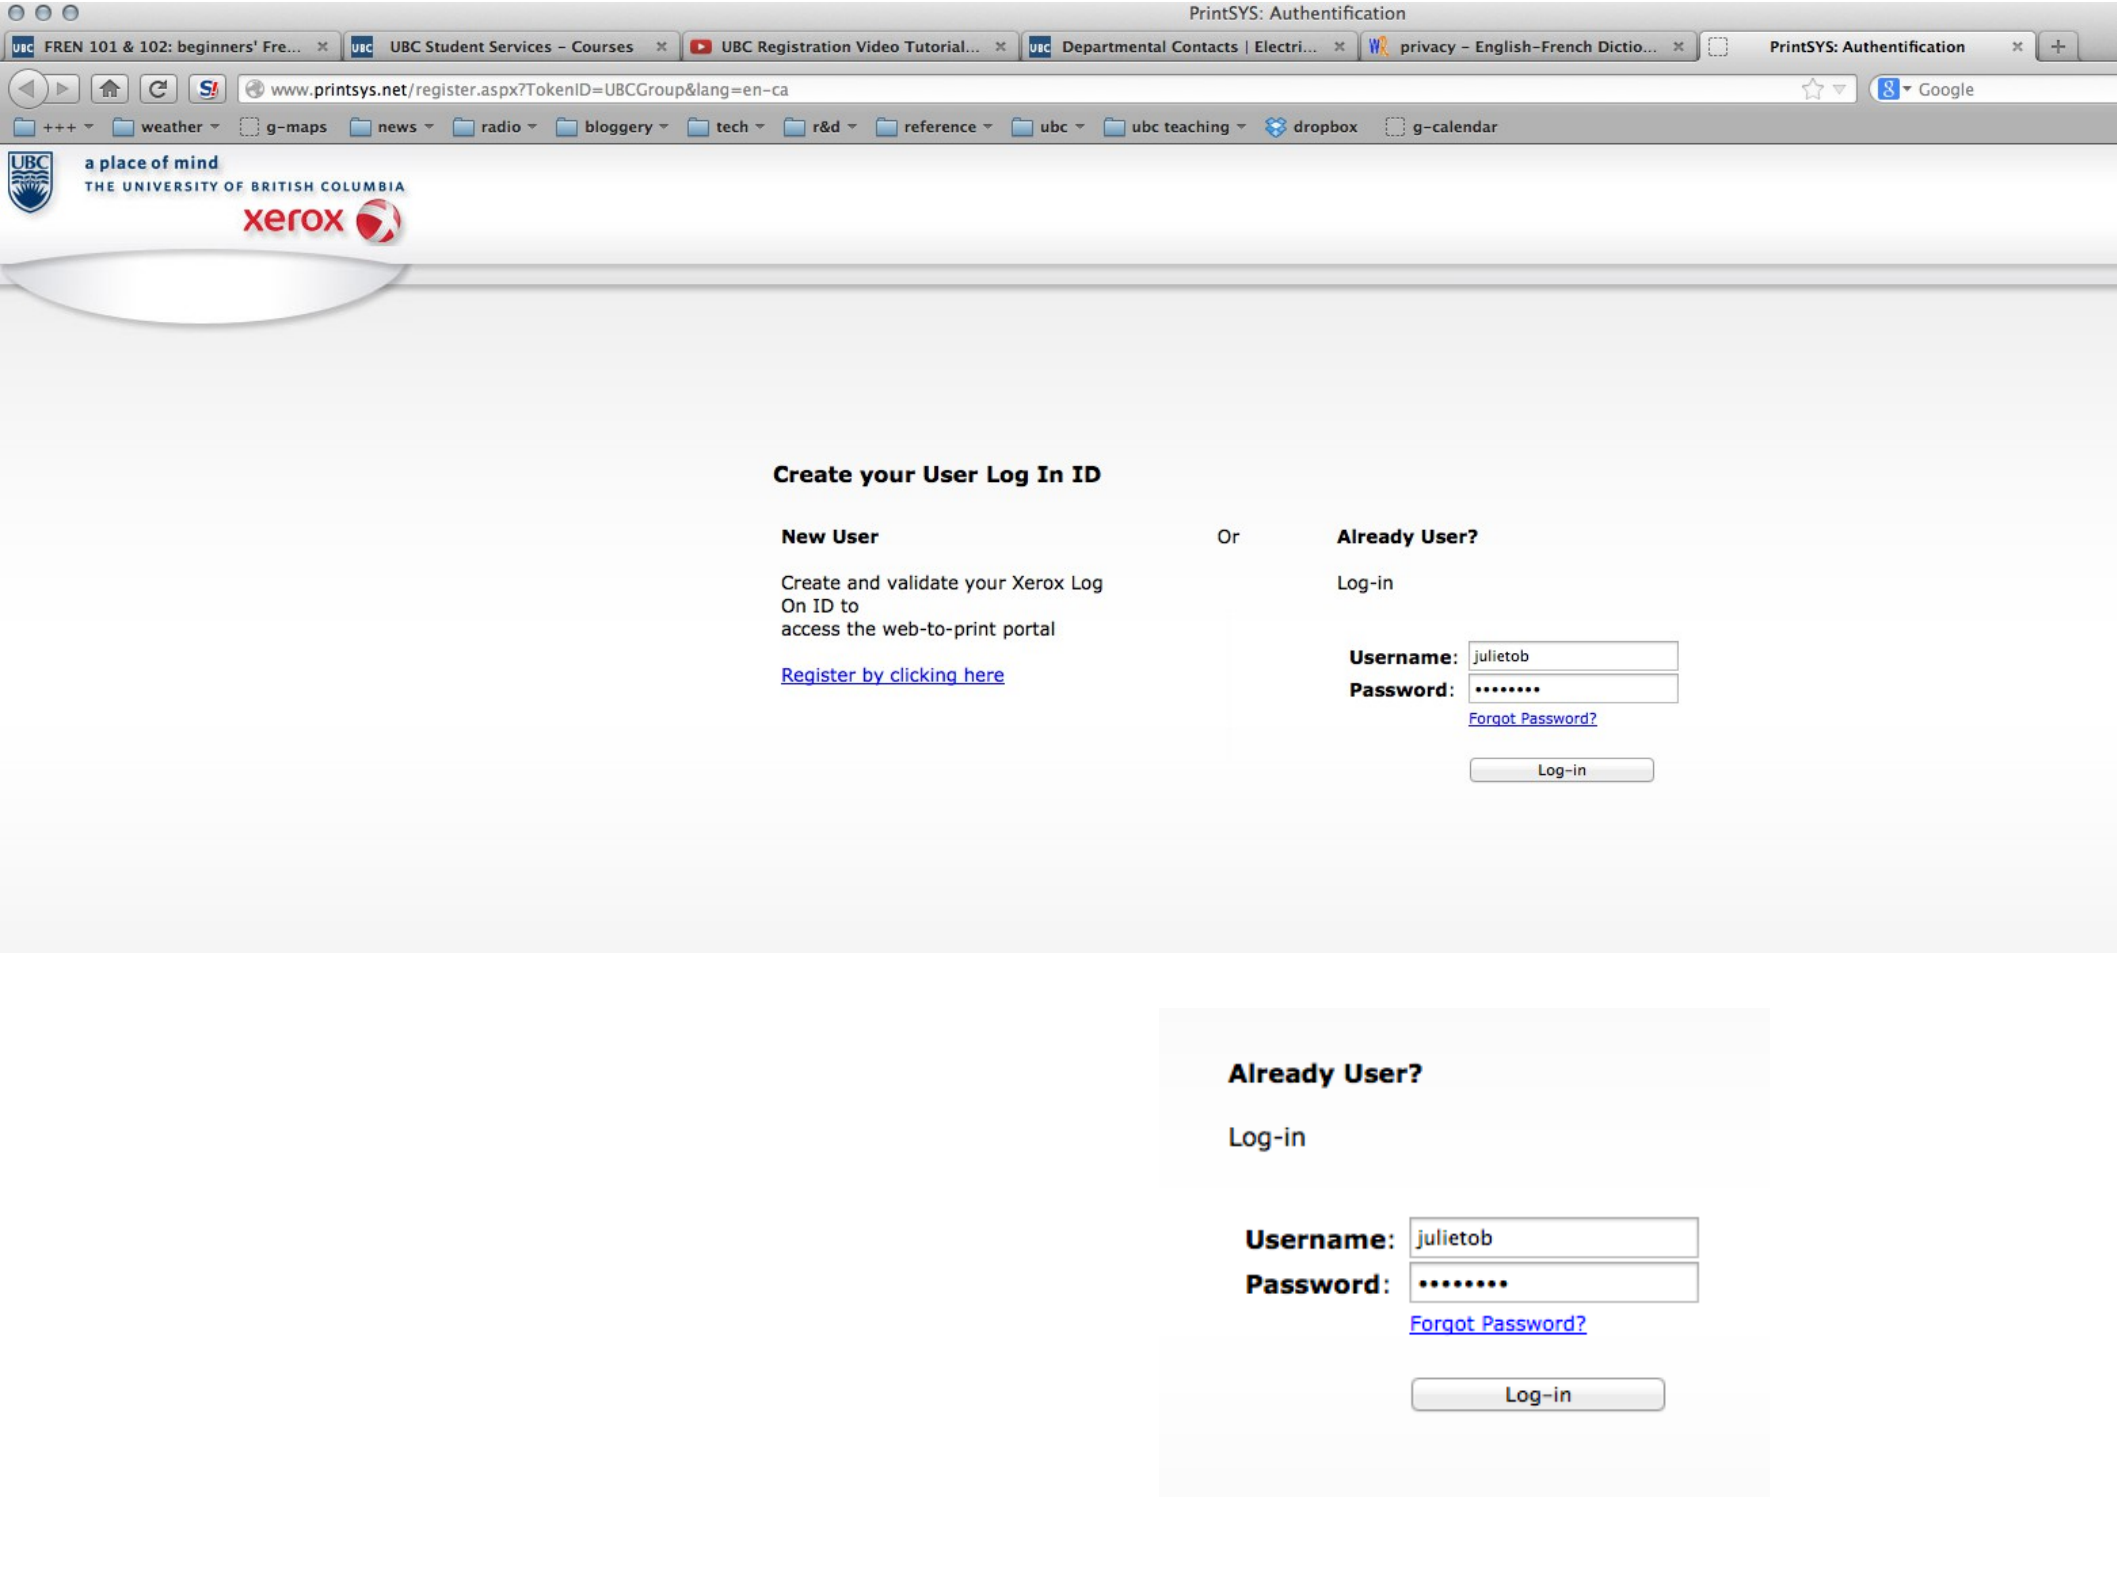 PrintSYS: Authentification
UBC FREN 101 & 102: beginners' Fre... × UBC UBC Student Services – Courses × UBC Registration Video Tutorial... × UBC Departmental Contacts | Electri... × WR privacy – English–French Dictio... × PrintSYS: Authentification × +
S! www.printsys.net/register.aspx?TokenID=UBCGroup&lang=en-ca 8 Google
+++ weather g-maps news radio bloggery tech r&d reference ubc ubc teaching dropbox g-calendar
UBC a place of mind
THE UNIVERSITY OF BRITISH COLUMBIA
xerox
Create your User Log In ID
New User Or Already User?
Create and validate your Xerox Log Log-in
On ID to
access the web-to-print portal
Username: julietob
Register by clicking here
Password: ••••••••
Forgot Password?
Log-in
Already User?
Log-in
Username: julietob
Password: ••••••••
Forgot Password?
Log-in